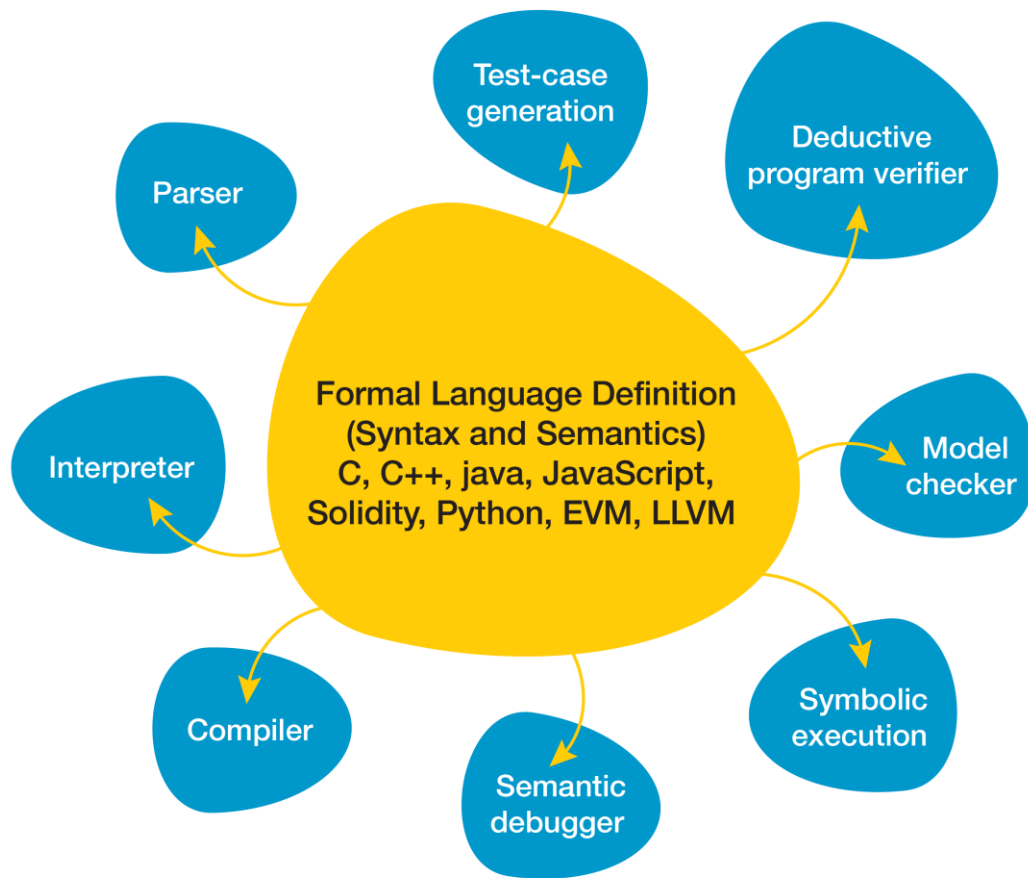 Test-case
generation
Deductive
program verifier
Parser
Formal Language Definition
(Syntax and Semantics)
C, C++, java, JavaScript,
Solidity, Python, EVM, LLVM
Interpreter
Model
checker
Compiler
Semantic
debugger
Symbolic
execution